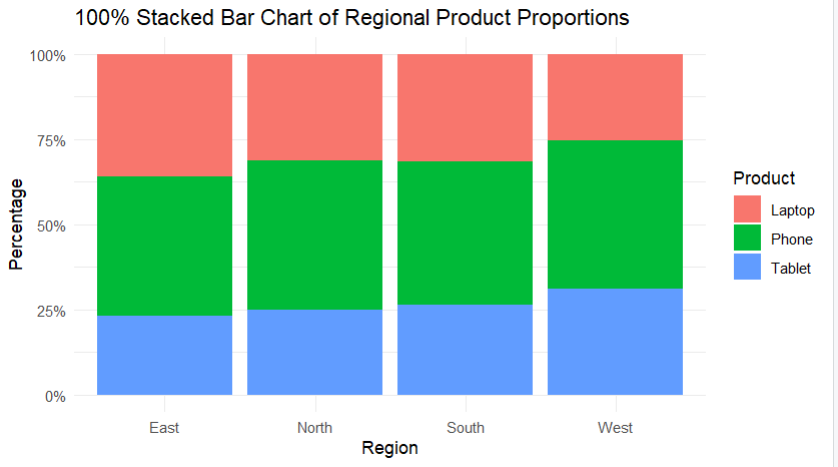 100% Stacked Bar Chart of Regional Product Proportions
100%
75%
50%
25%
0%
Percentage
East North South West
Region
Product
Laptop
Phone
Tablet